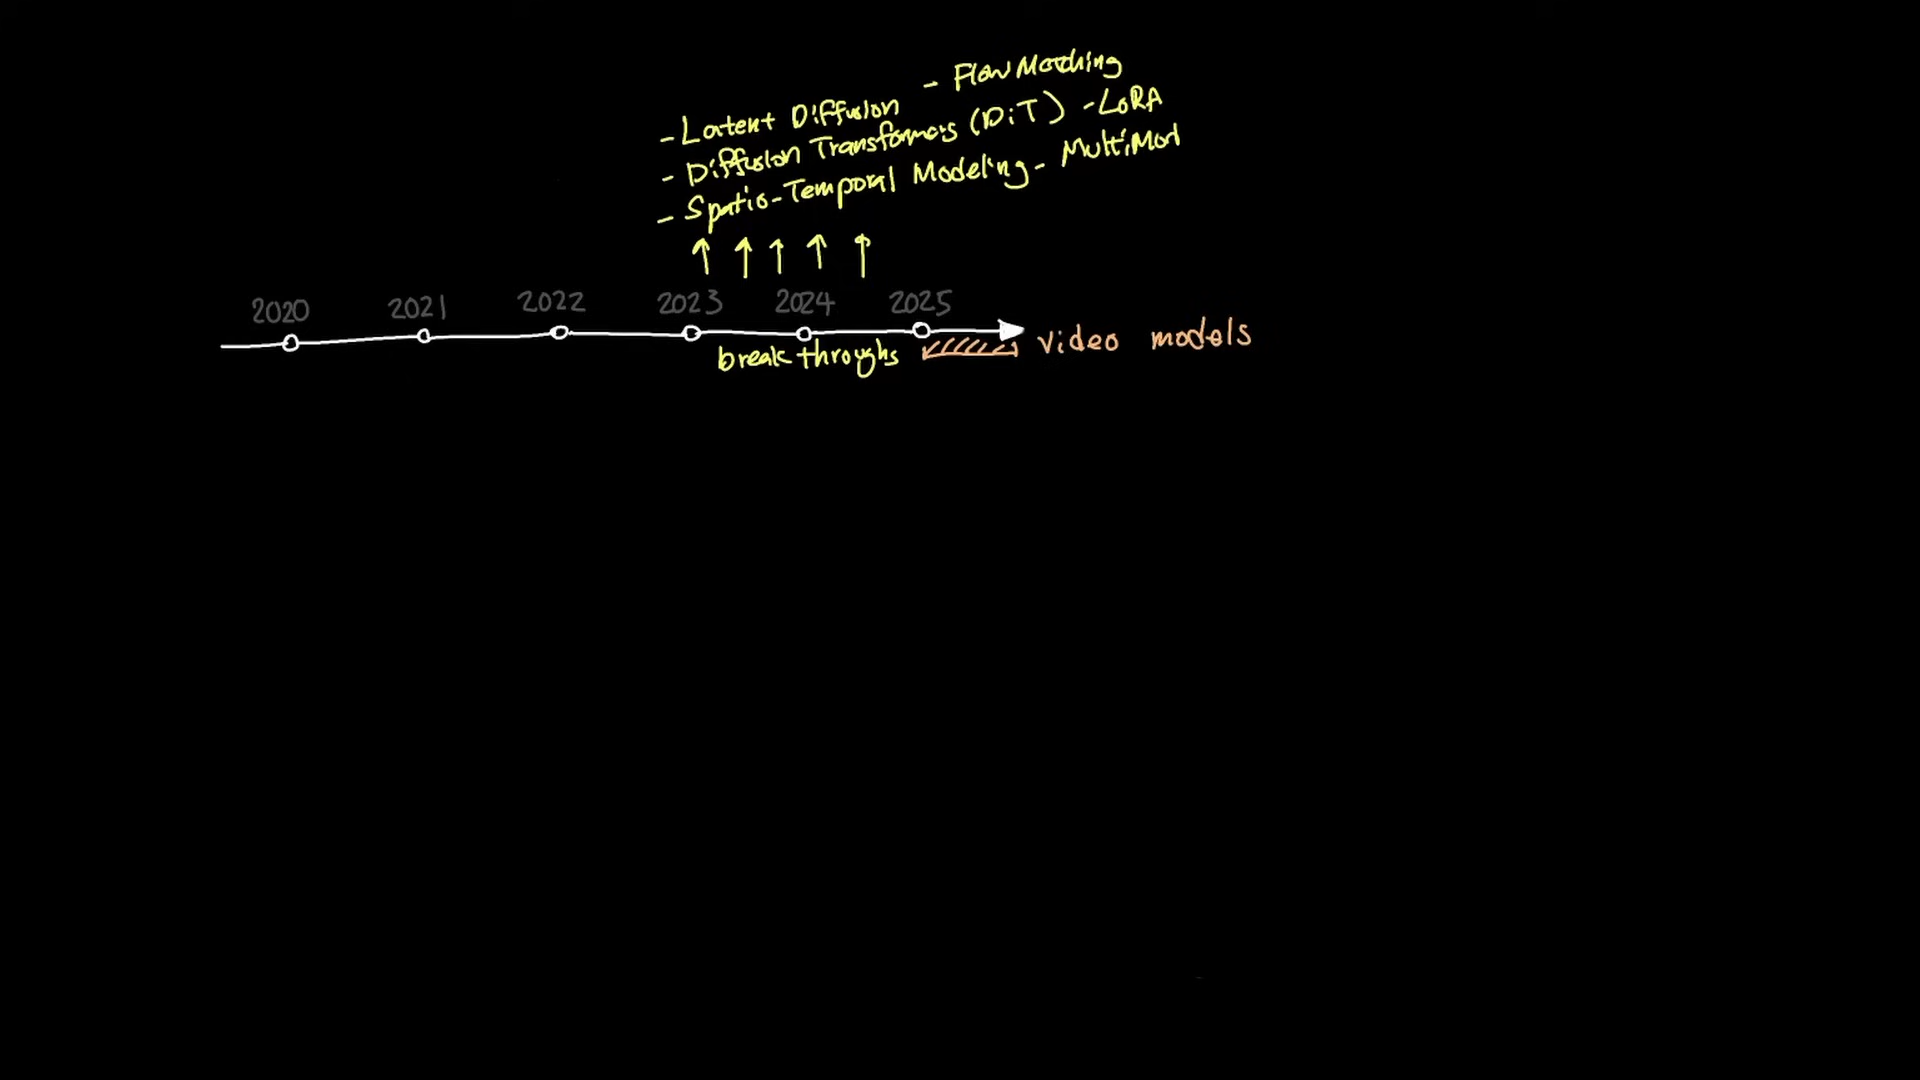 - Flow Matching
- Latent Diffusion
- Diffusion Transformers (DiT) - LoRA
- Spatio-Temporal Modeling - MultiMod
2020 2021 2022 2023 2024 2025
video models
breakthroughs